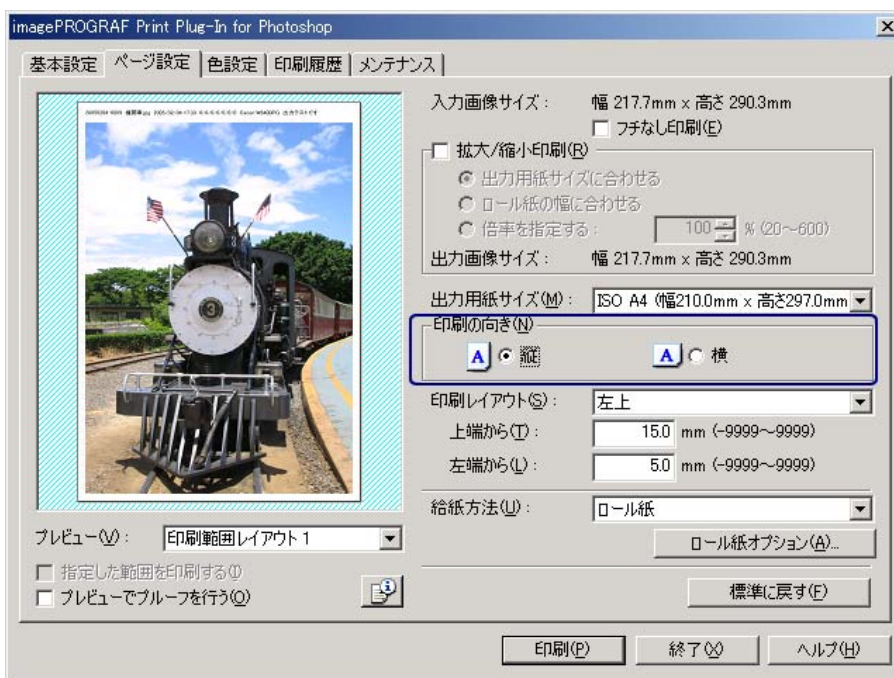 imagePROGRAF Print Plug-In for Photoshop
基本設定 ページ設定 色設定 印刷履歴 メンテナンス
入力画像サイズ： 幅 217.7mm x 高さ 290.3mm
フチなし印刷(E)
拡大/縮小印刷(R)
出力用紙サイズに合わせる
ロール紙の幅に合わせる
倍率を指定する： 100 % (20～600)
出力画像サイズ： 幅 217.7mm x 高さ 290.3mm
出力用紙サイズ(M)： ISO A4 (幅210.0mm x 高さ297.0mm
印刷の向き(N)
A 縦 A 横
印刷レイアウト(S)： 左上
上端から(T)： 15.0 mm (-9999～9999)
左端から(L)： 5.0 mm (-9999～9999)
給紙方法(U)： ロール紙
ロール紙オプション(A)...
標準に戻す(F)
3
プレビュー(V)： 印刷範囲レイアウト 1
指定した範囲を印刷する(I)
プレビューでプルーフを行う(O)
印刷(P) 終了(X) ヘルプ(H)